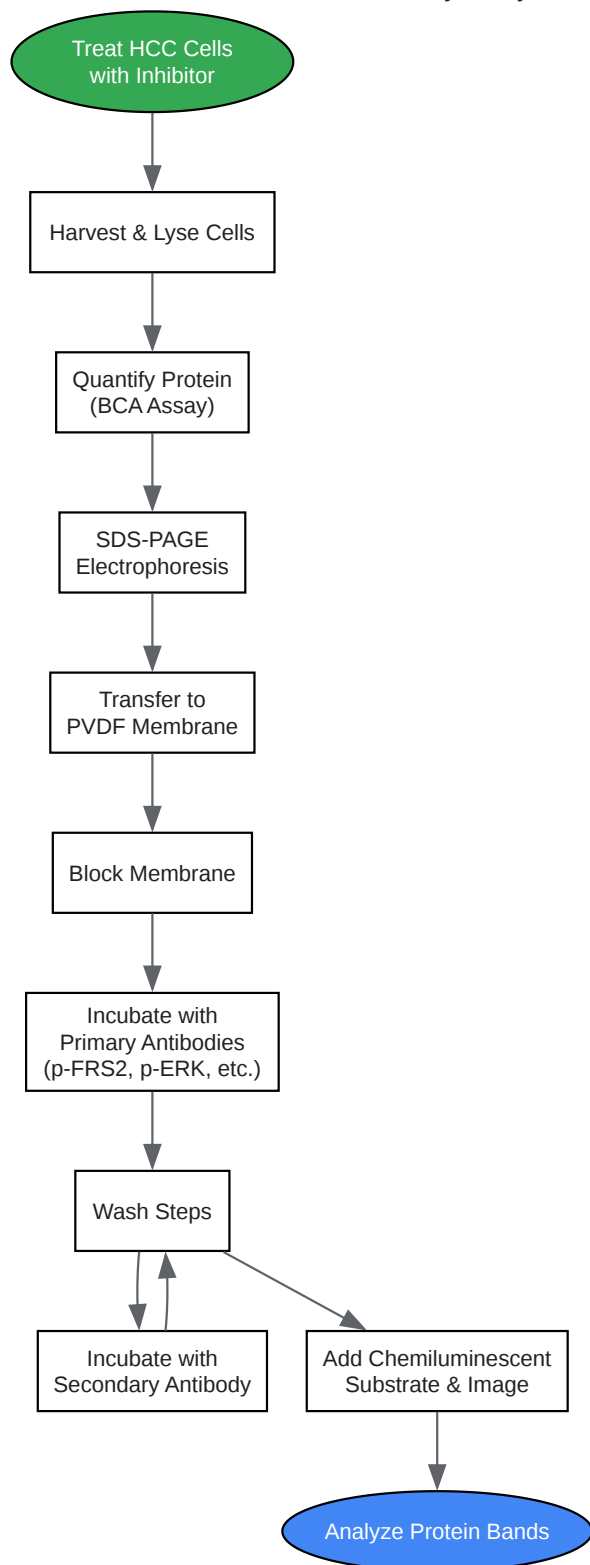 Treat HCC Cells
with Inhibitor
Harvest & Lyse Cells
Quantify Protein
(BCA Assay)
SDS-PAGE
Electrophoresis
Transfer to
PVDF Membrane
Block Membrane
Incubate with
Primary Antibodies
(p-FRS2, p-ERK, etc.)
Wash Steps
Incubate with
Secondary Antibody
Add Chemiluminescent
Substrate & Image
Analyze Protein Bands